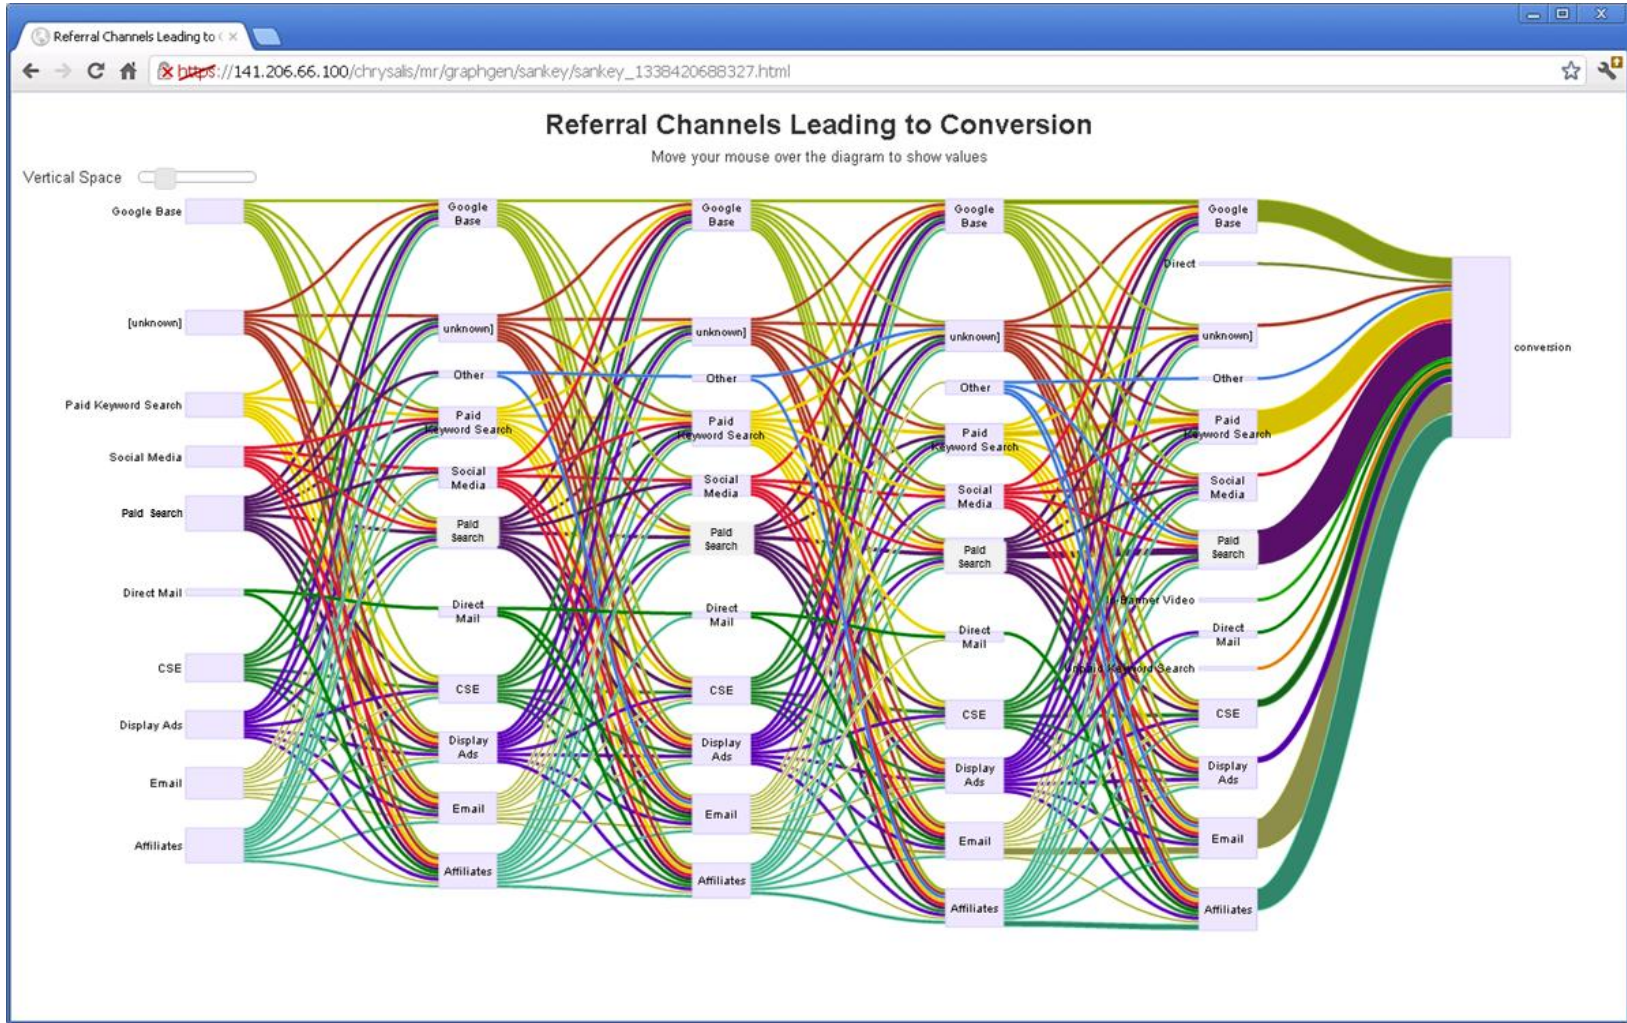 Referral Channels Leading to C
https://141.206.66.100/chrysalis/mr/graphgen/sankey/sankey_1338420688327.html
Referral Channels Leading to Conversion
Move your mouse over the diagram to show values
Vertical Space
Google Base
[unknown]
Paid Keyword Search
Social Media
Paid Search
Direct Mail
CSE
Display Ads
Email
Affiliates
Google
Base
unknown]
Other
Paid
Keyword Search
Social
Media
Paid
Search
Direct
Mail
CSE
Display
Ads
Email
Affiliates
Google
Base
unknown]
Other
Paid
Keyword Search
Social
Media
Paid
Search
Direct
Mail
CSE
Display
Ads
Email
Affiliates
Google
Base
unknown]
Other
Paid
Keyword Search
Social
Media
Paid
Search
Direct
Mail
CSE
Display
Ads
Email
Affiliates
Google
Base
Direct
unknown]
Other
Paid
Keyword Search
Social
Media
Paid
Search
In-Banner Video
Direct
Mail
Unpaid Keyword Search
CSE
Display
Ads
Email
Affiliates
conversion